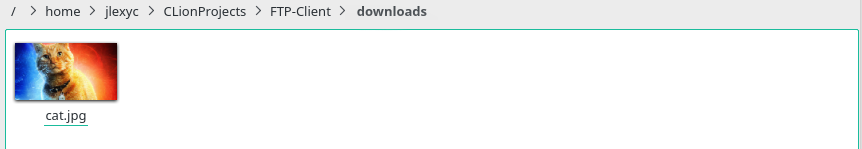 / > home > jlexyc > CLionProjects > FTP-Client > downloads
cat.jpg